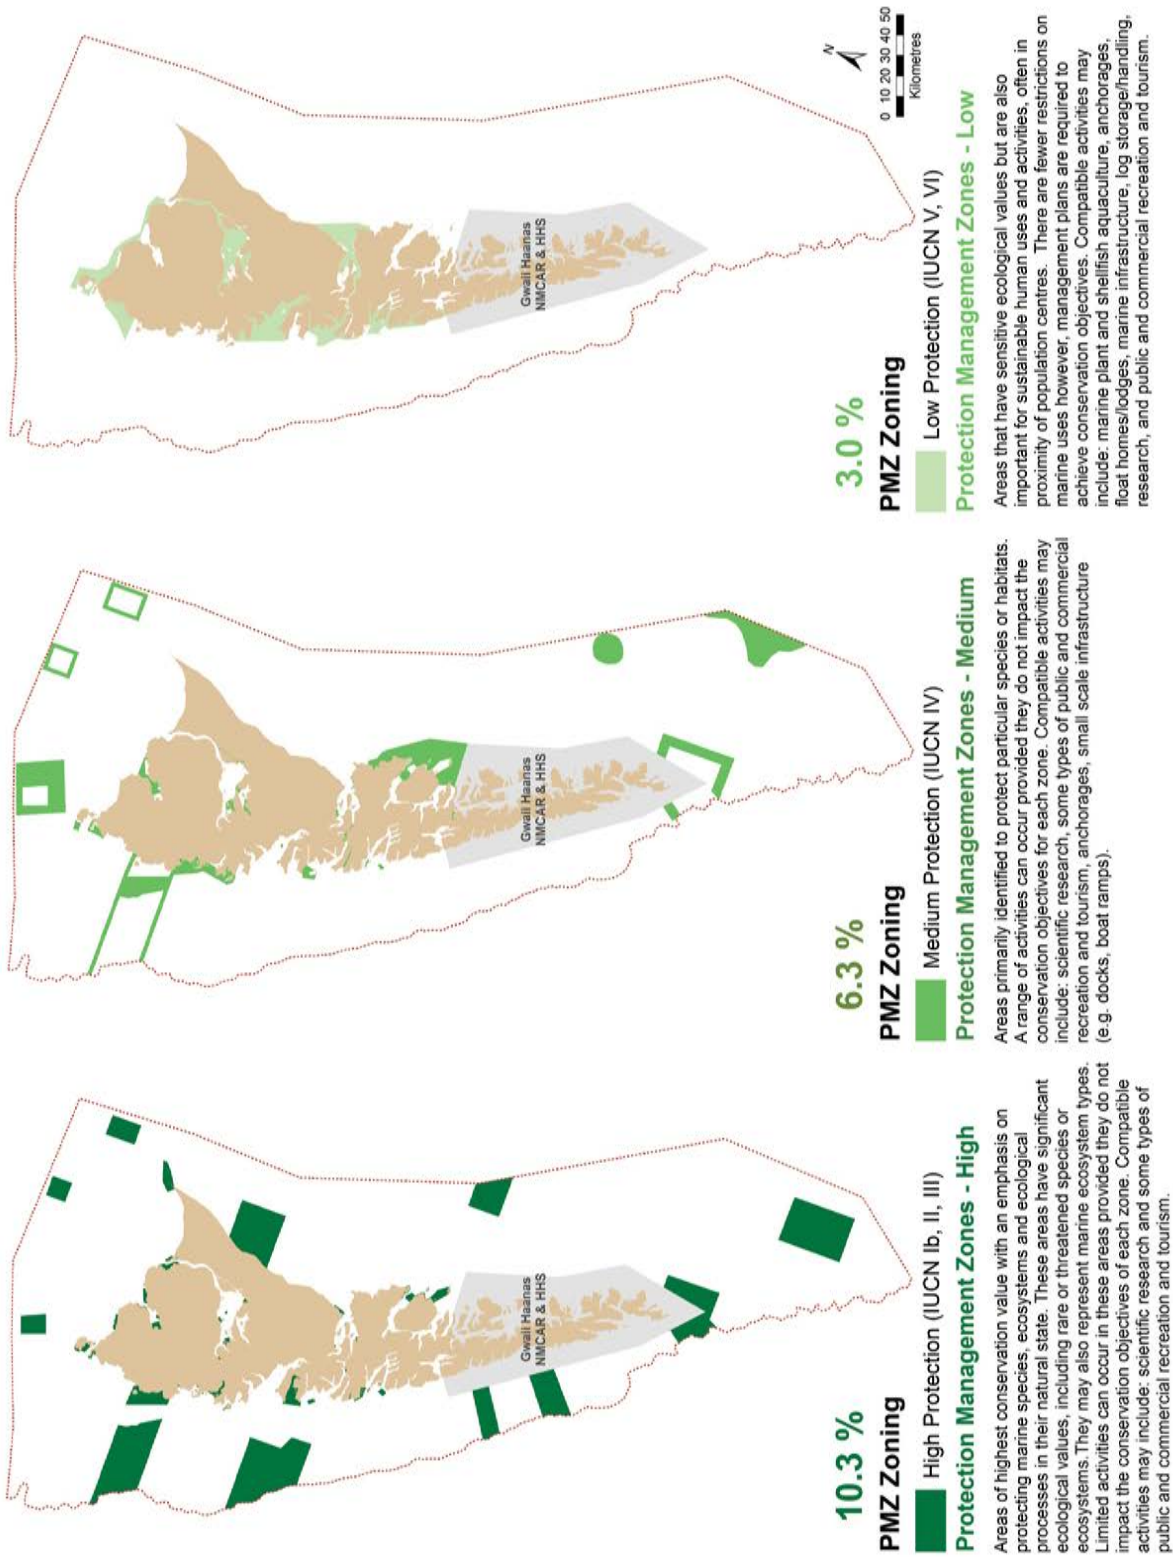 Gwaii Haanas
NMCAR & HHS
10.3 %
PMZ Zoning
High Protection (IUCN Ib, II, III)
Protection Management Zones - High
Areas of highest conservation value with an emphasis on
protecting marine species, ecosystems and ecological
processes in their natural state. These areas have significant
ecological values, including rare or threatened species or
ecosystems. They may also represent marine ecosystem types.
Limited activities can occur in these areas provided they do not
impact the conservation objectives of each zone. Compatible
activities may include: scientific research and some types of
public and commercial recreation and tourism.
Gwaii Haanas
NMCAR & HHS
6.3 %
PMZ Zoning
Medium Protection (IUCN IV)
Protection Management Zones - Medium
Areas primarily identified to protect particular species or habitats.
A range of activities can occur provided they do not impact the
conservation objectives for each zone. Compatible activities may
include: scientific research, some types of public and commercial
recreation and tourism, anchorages, small scale infrastructure
(e.g. docks, boat ramps).
Gwaii Haanas
NMCAR & HHS
N
0 10 20 30 40 50
Kilometres
3.0 %
PMZ Zoning
Low Protection (IUCN V, VI)
Protection Management Zones - Low
Areas that have sensitive ecological values but are also
important for sustainable human uses and activities, often in
proximity of population centres. There are fewer restrictions on
marine uses however, management plans are required to
achieve conservation objectives. Compatible activities may
include: marine plant and shellfish aquaculture, anchorages,
float homes/lodges, marine infrastructure, log storage/handling,
research, and public and commercial recreation and tourism.